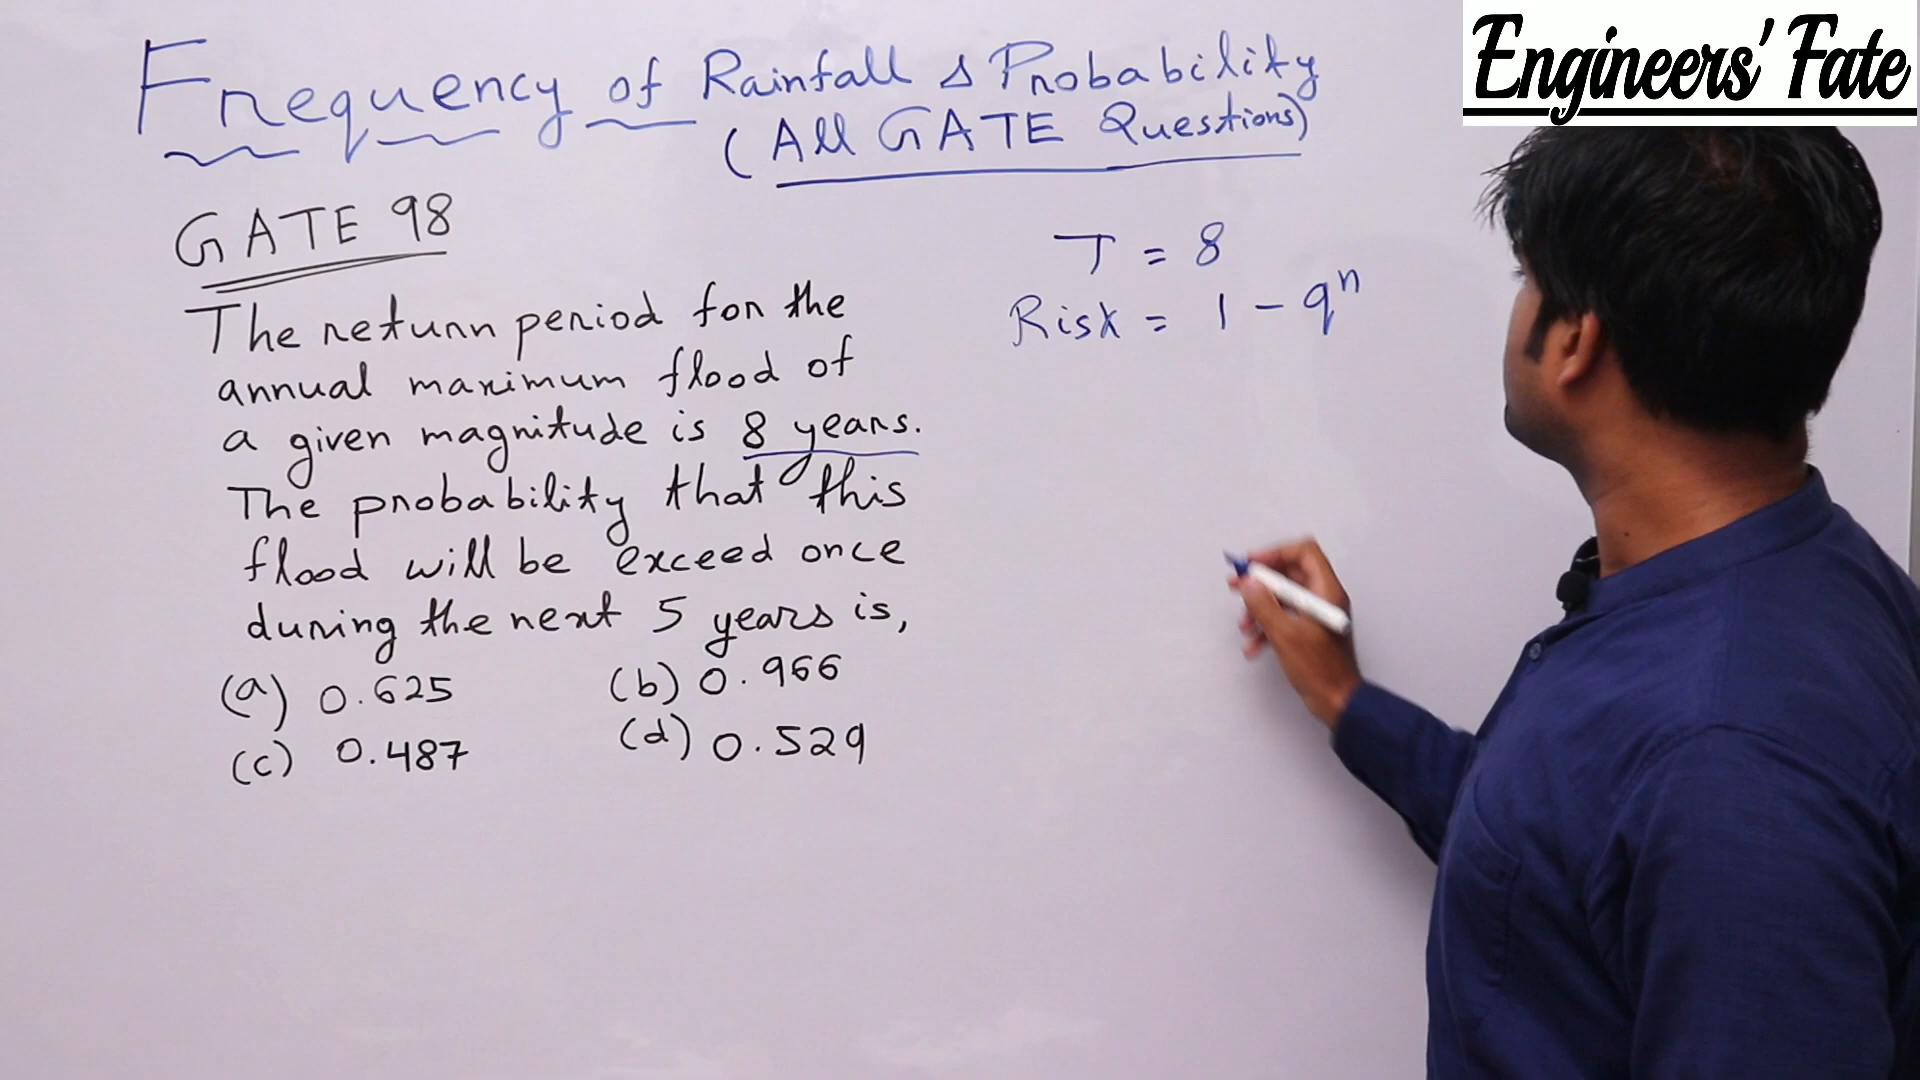 Engineers' Fate
Frequency of Rainfall & Probability
(All GATE Questions)
GATE 98
The return period for the
annual maximum flood of
a given magnitude is 8 years.
The probability that this
flood will be exceed once
during the next 5 years is,
(a) 0.625 (b) 0.966
(c) 0.487 (d) 0.529
T = 8
Risk = 1 - qⁿ